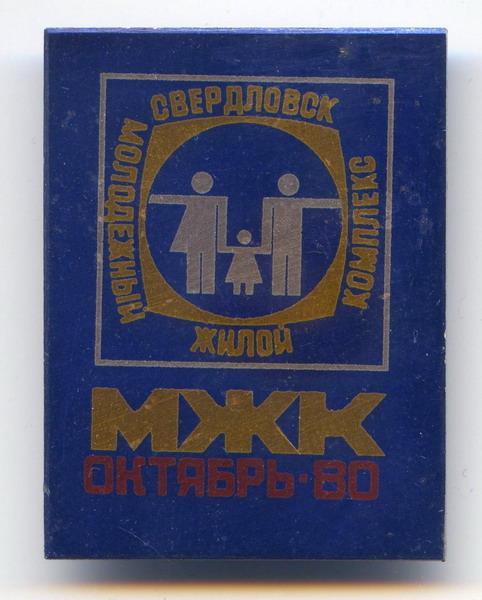 СВЕРДЛОВСК
МОЛОДЕЖНЫЙ
ЖИЛОЙ
КОМПЛЕКС
МЖК
ОКТЯБРЬ·80